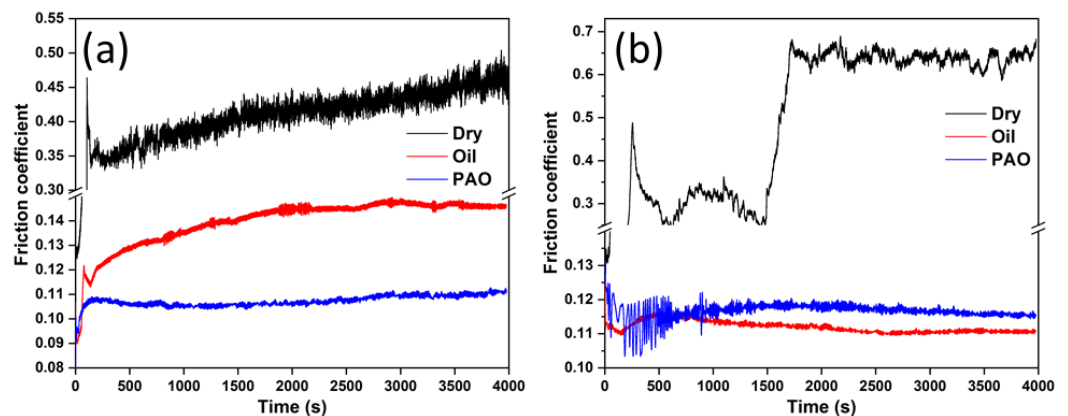 (a)
Friction coefficient
0.55
0.50
0.45
0.40
0.35
0.30
0.14
0.13
0.12
0.11
0.10
0.09
0.08
Dry
Oil
PAO
0 500 1000 1500 2000 2500 3000 3500 4000
Time (s)
(b)
Friction coefficient
0.7
0.6
0.5
0.4
0.3
0.13
0.12
0.11
0.10
Dry
Oil
PAO
0 500 1000 1500 2000 2500 3000 3500 4000
Time (s)